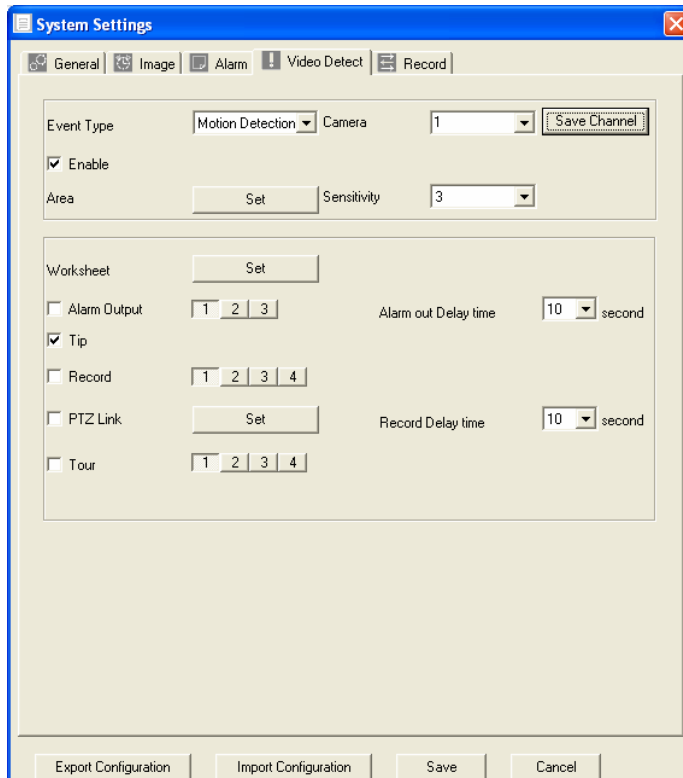 System Settings
General Image Alarm Video Detect Record
Event Type Motion Detection Camera 1 Save Channel
Enable
Area Set Sensitivity 3
Worksheet Set
Alarm Output 1 2 3 Alarm out Delay time 10 second
Tip
Record 1 2 3 4
PTZ Link Set Record Delay time 10 second
Tour 1 2 3 4
Export Configuration Import Configuration Save Cancel